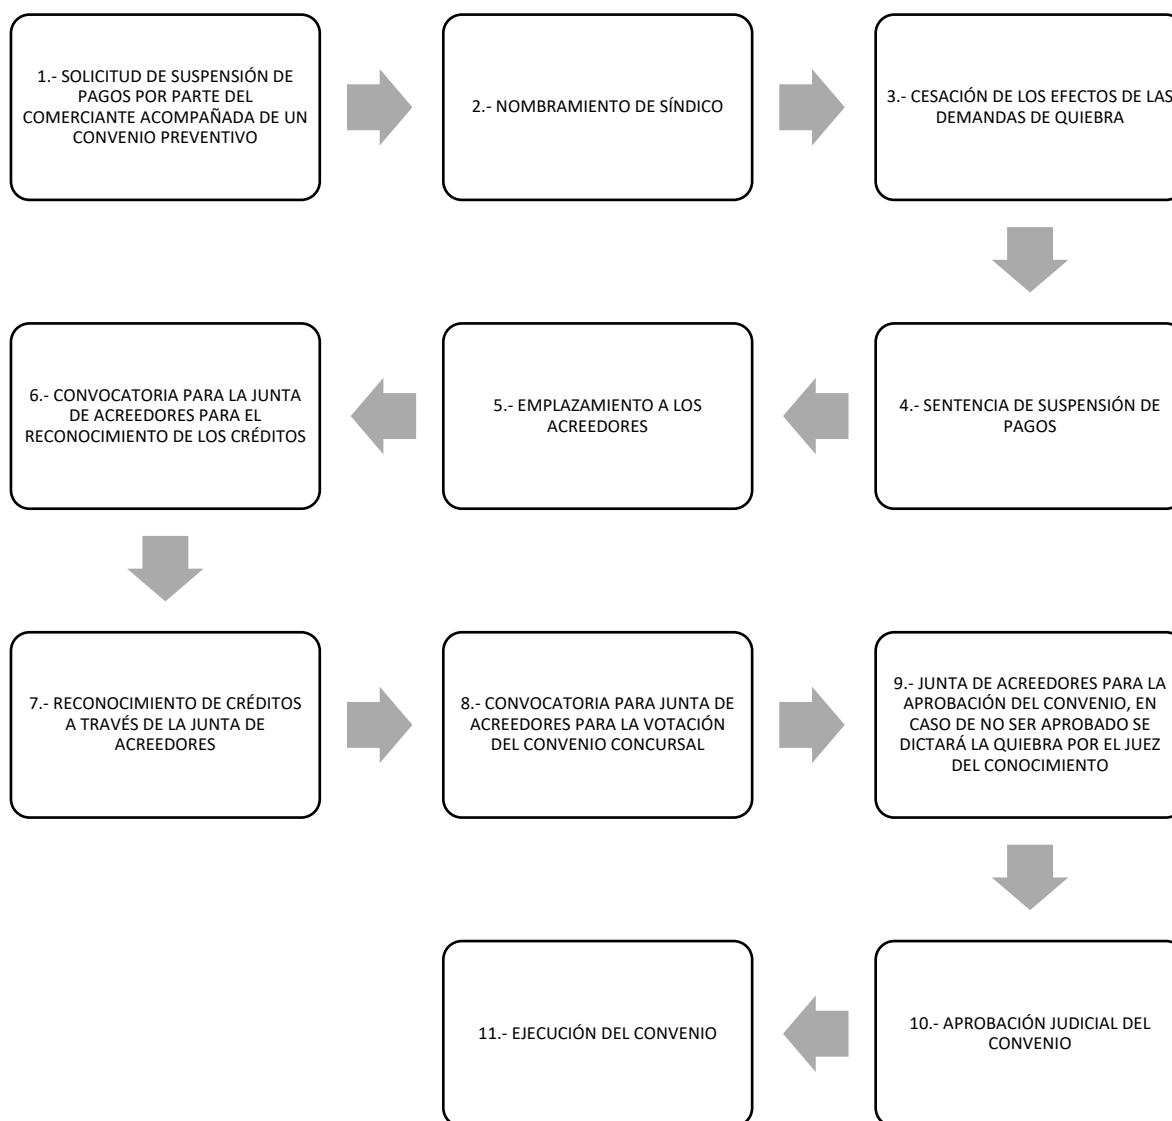 1.- SOLICITUD DE SUSPENSIÓN DE
PAGOS POR PARTE DEL
COMERCIANTE ACOMPAÑADA DE UN
CONVENIO PREVENTIVO
2.- NOMBRAMIENTO DE SÍNDICO
3.- CESACIÓN DE LOS EFECTOS DE LAS
DEMANDAS DE QUIEBRA
4.- SENTENCIA DE SUSPENSIÓN DE
PAGOS
5.- EMPLAZAMIENTO A LOS
ACREEDORES
6.- CONVOCATORIA PARA LA JUNTA
DE ACREEDORES PARA EL
RECONOCIMIENTO DE LOS CRÉDITOS
7.- RECONOCIMIENTO DE CRÉDITOS
A TRAVÉS DE LA JUNTA DE
ACREEDORES
8.- CONVOCATORIA PARA JUNTA DE
ACREEDORES PARA LA VOTACIÓN
DEL CONVENIO CONCURSAL
9.- JUNTA DE ACREEDORES PARA LA
APROBACIÓN DEL CONVENIO, EN
CASO DE NO SER APROBADO SE
DICTARÁ LA QUIEBRA POR EL JUEZ
DEL CONOCIMIENTO
10.- APROBACIÓN JUDICIAL DEL
CONVENIO
11.- EJECUCIÓN DEL CONVENIO